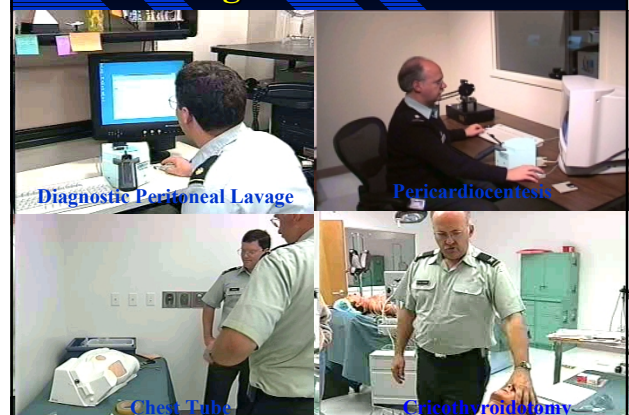 Diagnostic Peritoneal Lavage
Pericardiocentesis
Chest Tube
Cricothyroidotomy